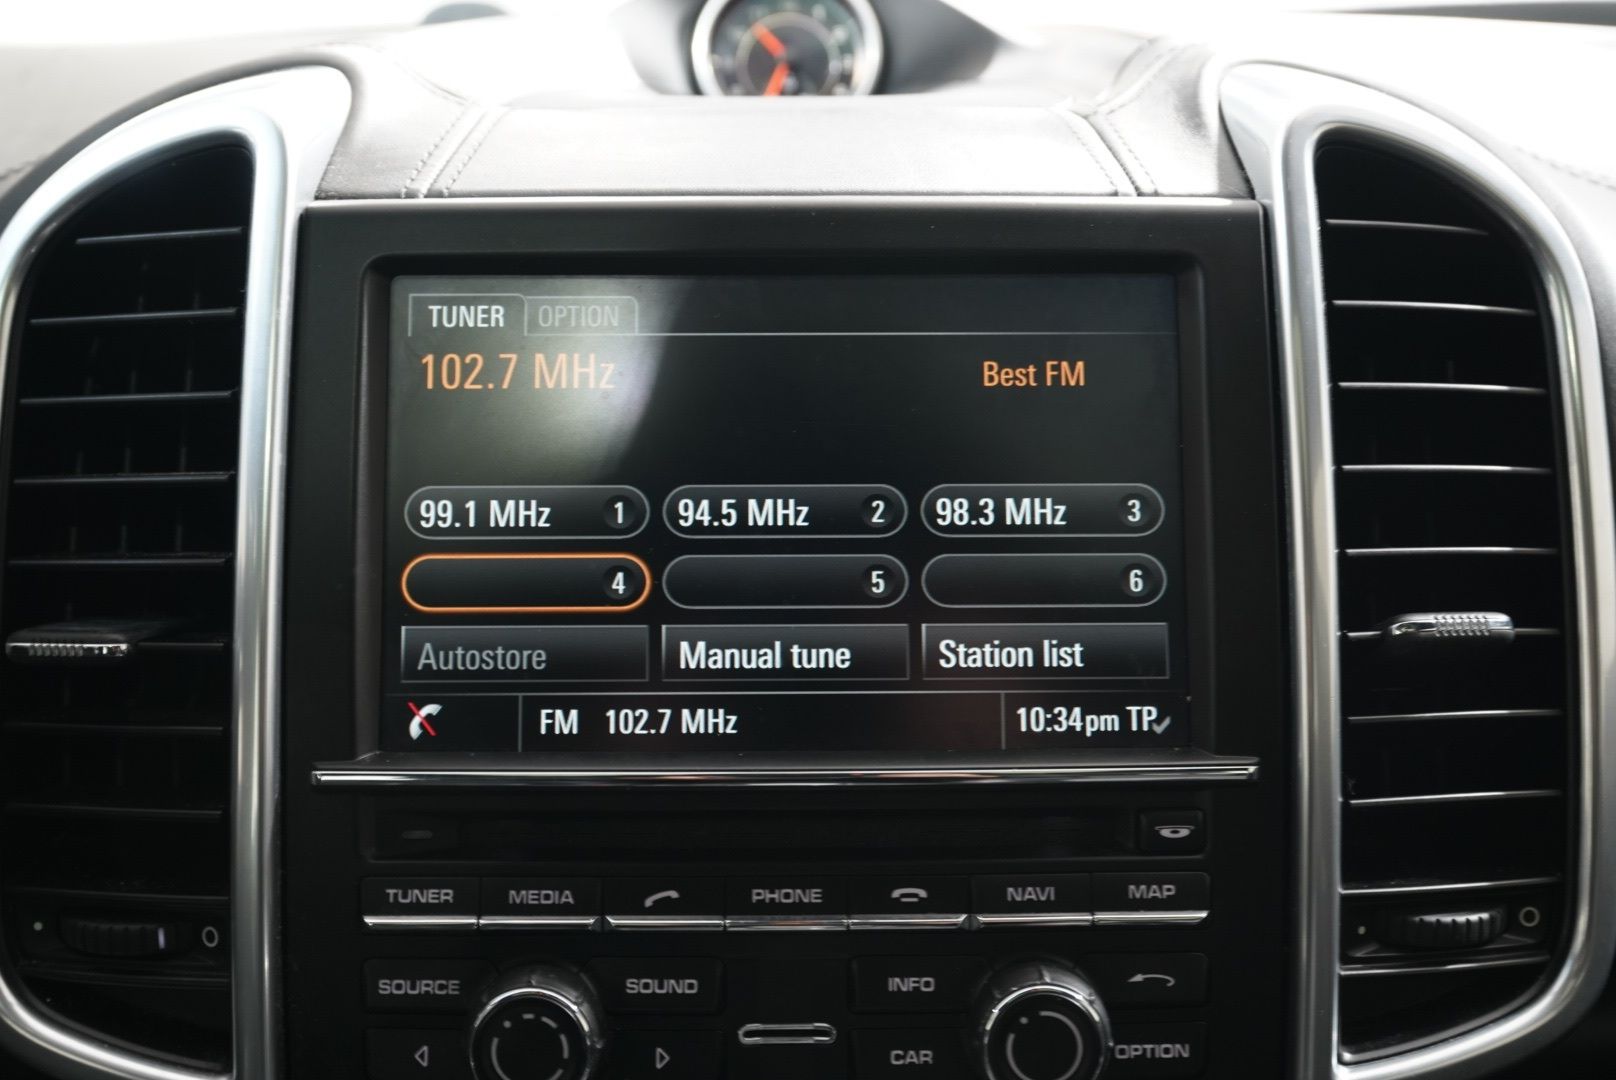 TUNER OPTION
102.7 MHz Best FM
99.1 MHz 1 94.5 MHz 2 98.3 MHz 3
4 5 6
Autostore Manual tune Station list
FM 102.7 MHz 10:34pm TP
TUNER MEDIA PHONE NAVI MAP
SOURCE SOUND INFO
CAR OPTION